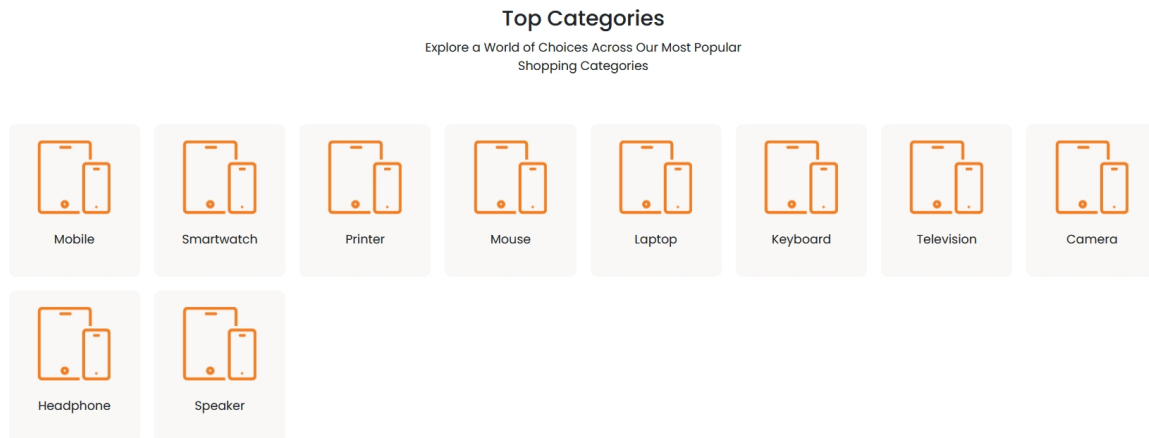 Top Categories
Explore a World of Choices Across Our Most Popular
Shopping Categories
Mobile
Smartwatch
Printer
Mouse
Laptop
Keyboard
Television
Camera
Headphone
Speaker